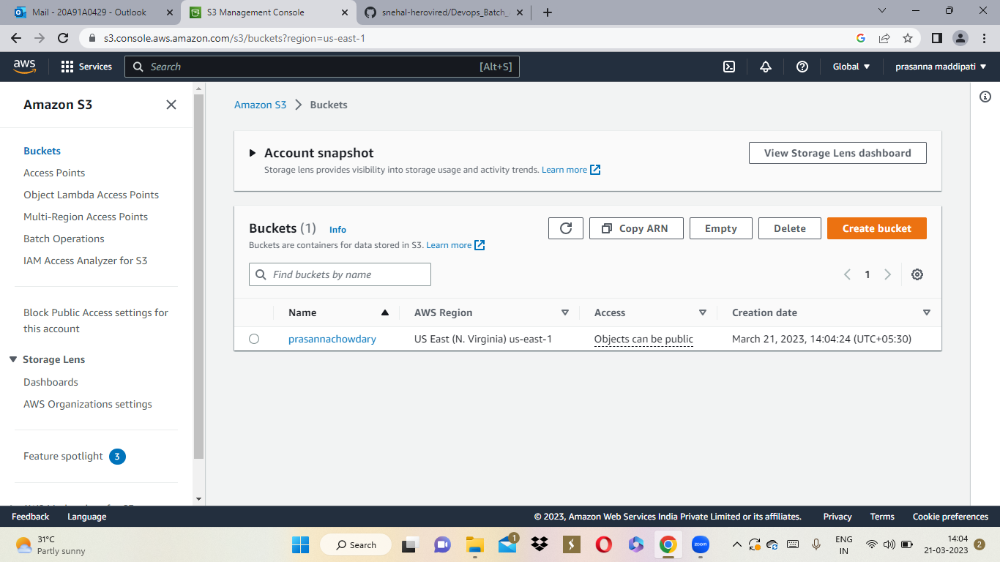 Mail - 20A91A0429 - Outlook
S3 Management Console
snehal-herovired/Devops_Batch_
s3.console.aws.amazon.com/s3/buckets?region=us-east-1
aws
Services
Search
[Alt+S]
Global
prasanna maddipati
Amazon S3
Buckets
Access Points
Object Lambda Access Points
Multi-Region Access Points
Batch Operations
IAM Access Analyzer for S3
Block Public Access settings for
this account
Storage Lens
Dashboards
AWS Organizations settings
Feature spotlight 3
Amazon S3 > Buckets
Account snapshot
Storage lens provides visibility into storage usage and activity trends. Learn more
View Storage Lens dashboard
Buckets (1) Info
Buckets are containers for data stored in S3. Learn more
Copy ARN
Empty
Delete
Create bucket
Find buckets by name
1
Name AWS Region Access Creation date
prasannachowdary US East (N. Virginia) us-east-1 Objects can be public March 21, 2023, 14:04:24 (UTC+05:30)
Feedback Language © 2023, Amazon Web Services India Private Limited or its affiliates. Privacy Terms Cookie preferences
31°C
Partly sunny
Search
1
zoom
ENG
IN
14:04
21-03-2023
2